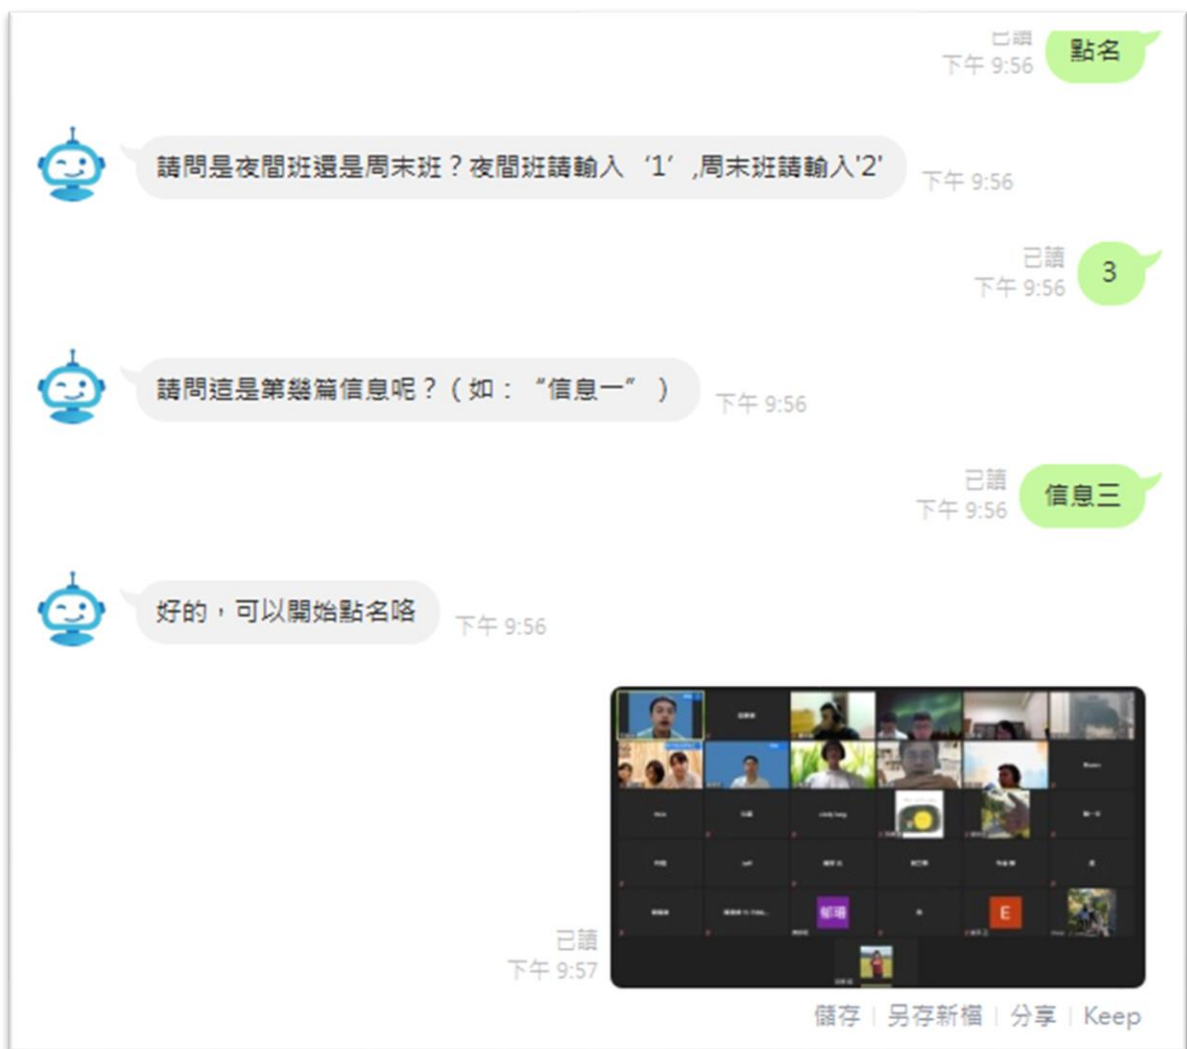 已讀
下午 9:56
點名
請問是夜間班還是周末班？夜間班請輸入‘1’,周末班請輸入'2'
下午 9:56
已讀
下午 9:56
3
請問這是第幾篇信息呢？（如：“信息一”）
下午 9:56
已讀
下午 9:56
信息三
好的，可以開始點名咯
下午 9:56
郁珊
E
已讀
下午 9:57
儲存 | 另存新檔 | 分享 | Keep